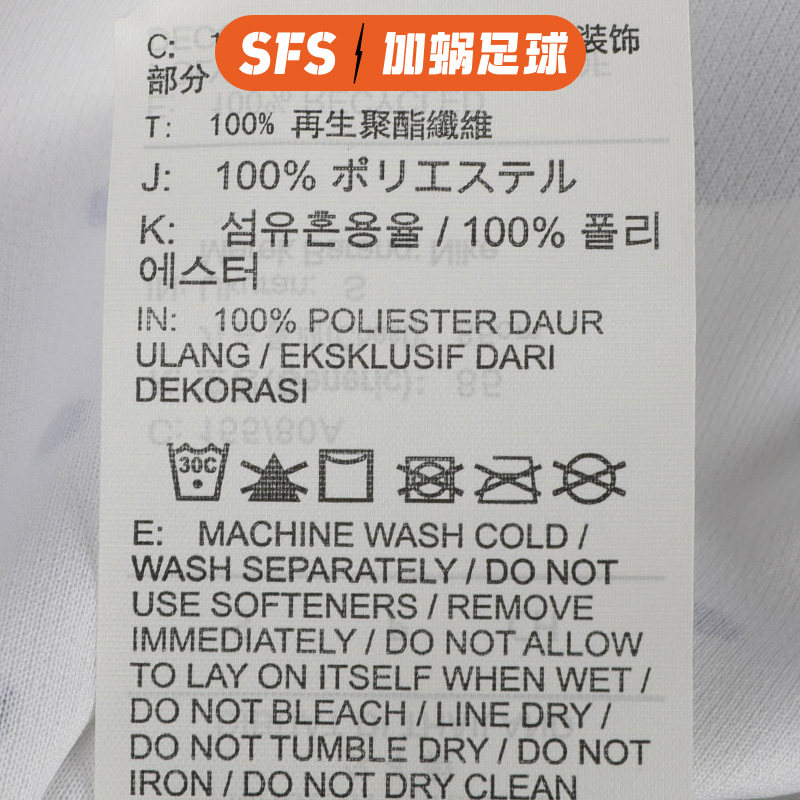 SFS 加蜗足球
C: 装饰
部分
T: 100% 再生聚酯纖維
J: 100% ポリエステル
K: 섬유혼용율 / 100% 폴리
에스터
IN: 100% POLIESTER DAUR
ULANG / EKSKLUSIF DARI
DEKORASI
30C
E: MACHINE WASH COLD /
WASH SEPARATELY / DO NOT
USE SOFTENERS / REMOVE
IMMEDIATELY / DO NOT ALLOW
TO LAY ON ITSELF WHEN WET /
DO NOT BLEACH / LINE DRY /
DO NOT TUMBLE DRY / DO NOT
IRON / DO NOT DRY CLEAN